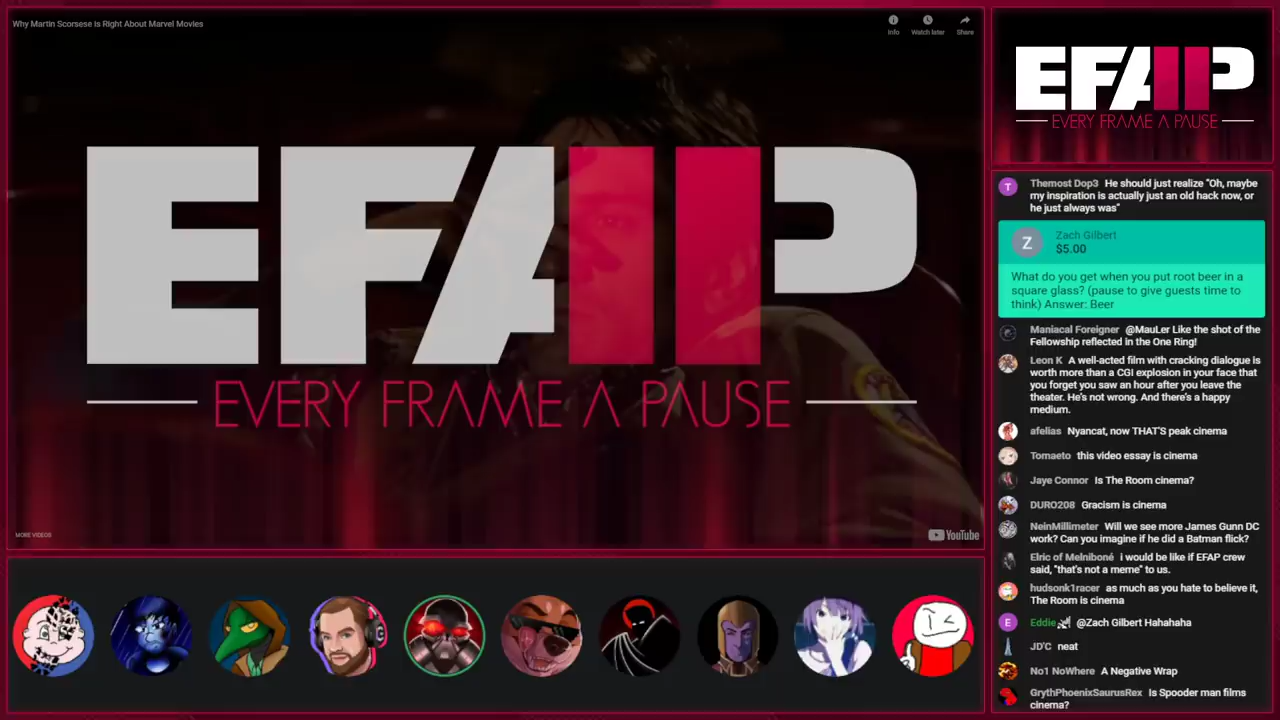 Why Martin Scorsese Is Right About Marvel Movies
Info
Watch later
Share
EFAP
EVERY FRAME A PAUSE
MORE VIDEOS
YouTube
EFAP
EVERY FRAME A PAUSE
T
Themost Dop3 He should just realize "Oh, maybe
my inspiration is actually just an old hack now, or
he just always was"
Z
Zach Gilbert
$5.00
What do you get when you put root beer in a
square glass? (pause to give guests time to
think) Answer: Beer
Maniacal Foreigner @MauLer Like the shot of the
Fellowship reflected in the One Ring!
Leon K A well-acted film with cracking dialogue is
worth more than a CGI explosion in your face that
you forget you saw an hour after you leave the
theater. He's not wrong. And there's a happy
medium.
afelias Nyancat, now THAT'S peak cinema
Tomaeto this video essay is cinema
Jaye Connor Is The Room cinema?
DURO208 Gracism is cinema
NeinMillimeter Will we see more James Gunn DC
work? Can you imagine if he did a Batman flick?
Elric of Melniboné i would be like if EFAP crew
said, "that's not a meme" to us.
hudsonk1racer as much as you hate to believe it,
The Room is cinema
E
Eddie @Zach Gilbert Hahahaha
JD'C neat
No1 NoWhere A Negative Wrap
GrythPhoenixSaurusRex Is Spooder man films
cinema?